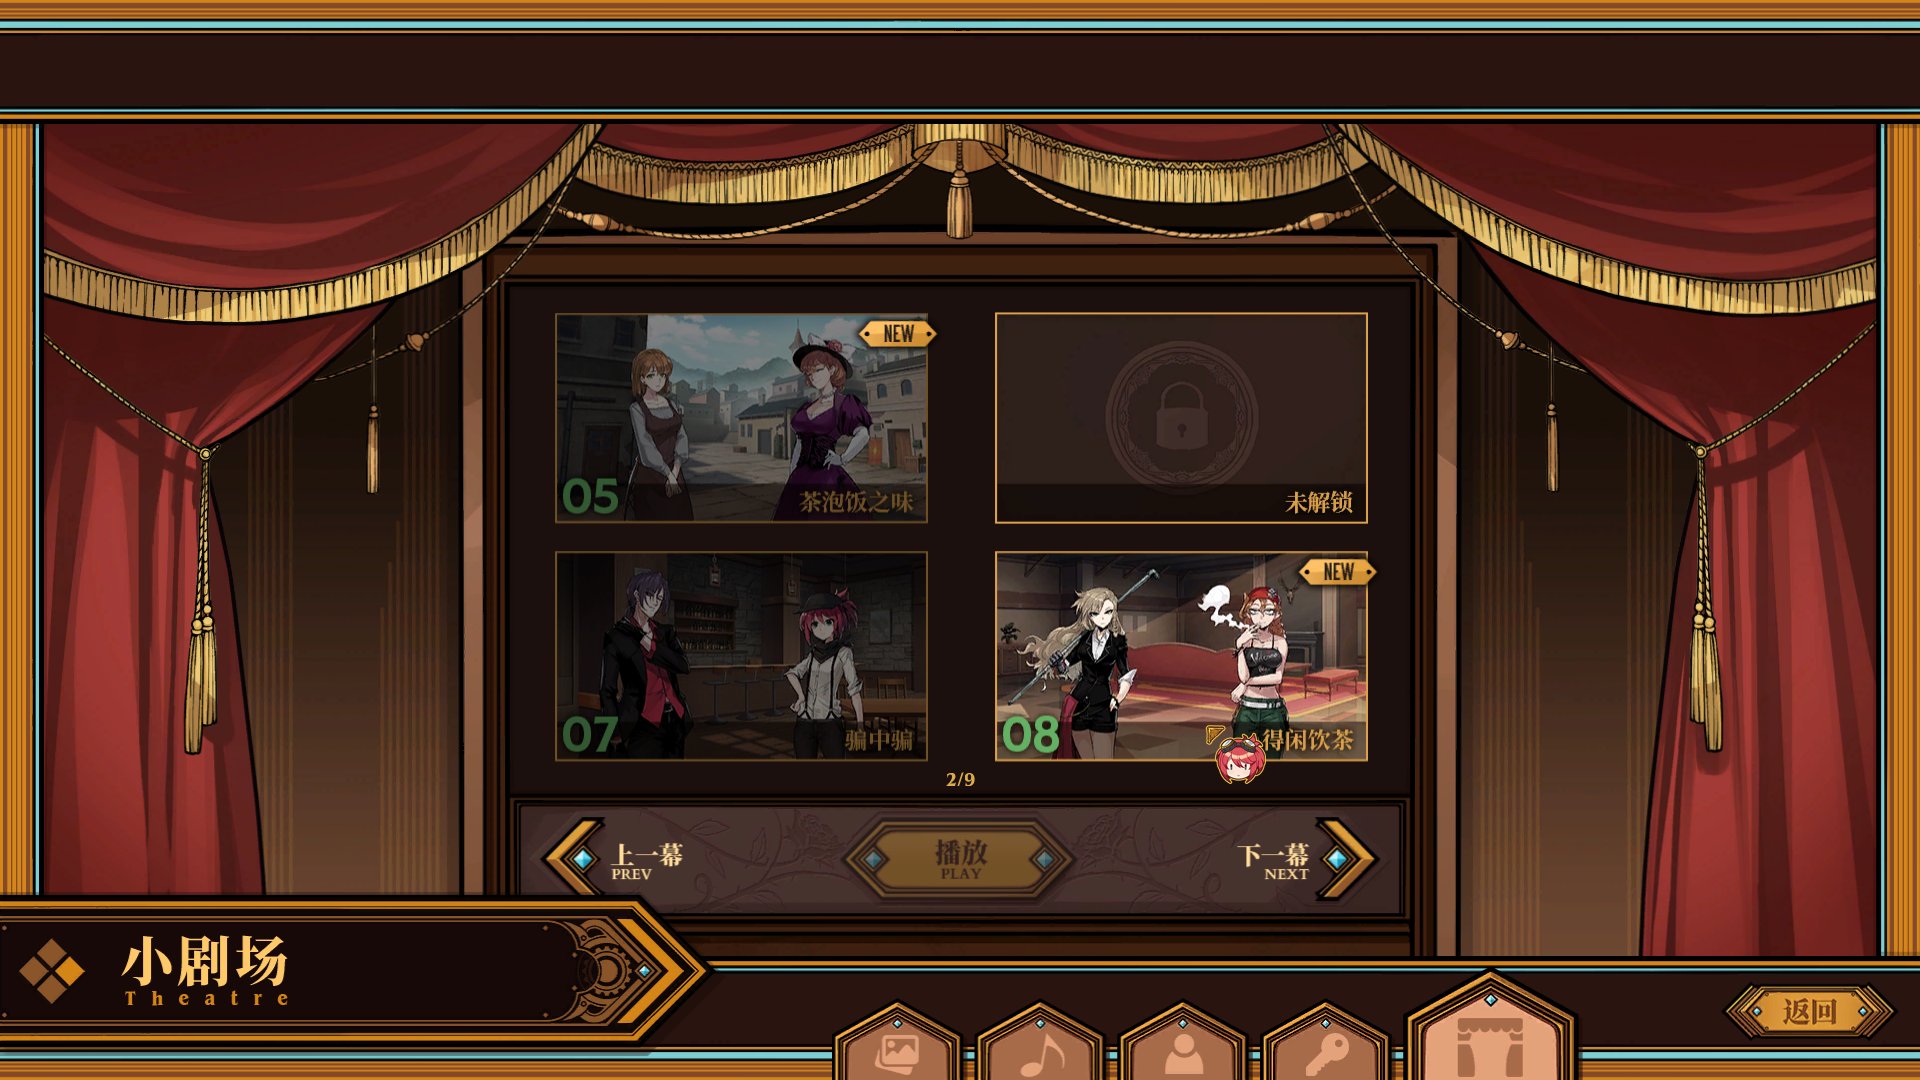 NEW
05
茶泡饭之味
未解锁
07
骗中骗
NEW
08
得闲饮茶
2/9
上一幕
PREV
播放
PLAY
下一幕
NEXT
小剧场
Theatre
返回